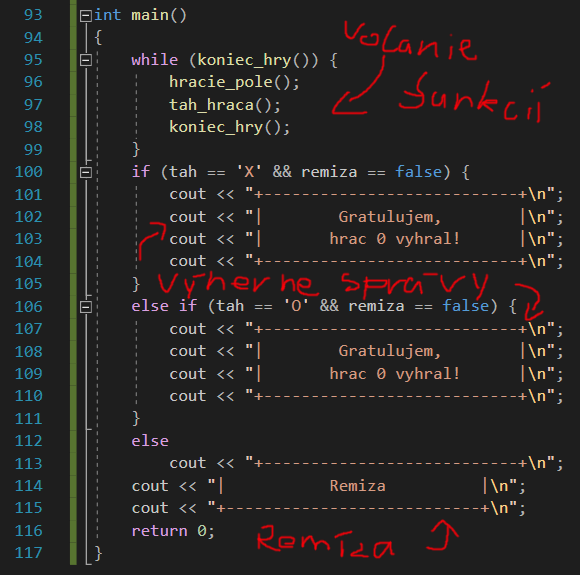 93 int main()
94 {
95 while (koniec_hry()) {
96 hracie_pole();
97 tah_hraca();
98 koniec_hry();
99 }
100 if (tah == 'X' && remiza == false) {
101 cout << "+---------------------------+\n";
102 cout << "|        Gratulujem,        |\n";
103 cout << "|       hrac 0 vyhral!      |\n";
104 cout << "+---------------------------+\n";
105 }
106 else if (tah == 'O' && remiza == false) {
107 cout << "+---------------------------+\n";
108 cout << "|        Gratulujem,        |\n";
109 cout << "|       hrac 0 vyhral!      |\n";
110 cout << "+---------------------------+\n";
111 }
112 else
113 cout << "+---------------------------+\n";
114 cout << "|           Remiza          |\n";
115 cout << "+---------------------------+\n";
116 return 0;
117 }
Volanie
funkcií
Výherne správy
Remíza